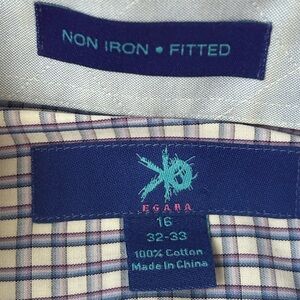 NON IRON • FITTED
EGARA
16
32-33
100% Cotton
Made In China